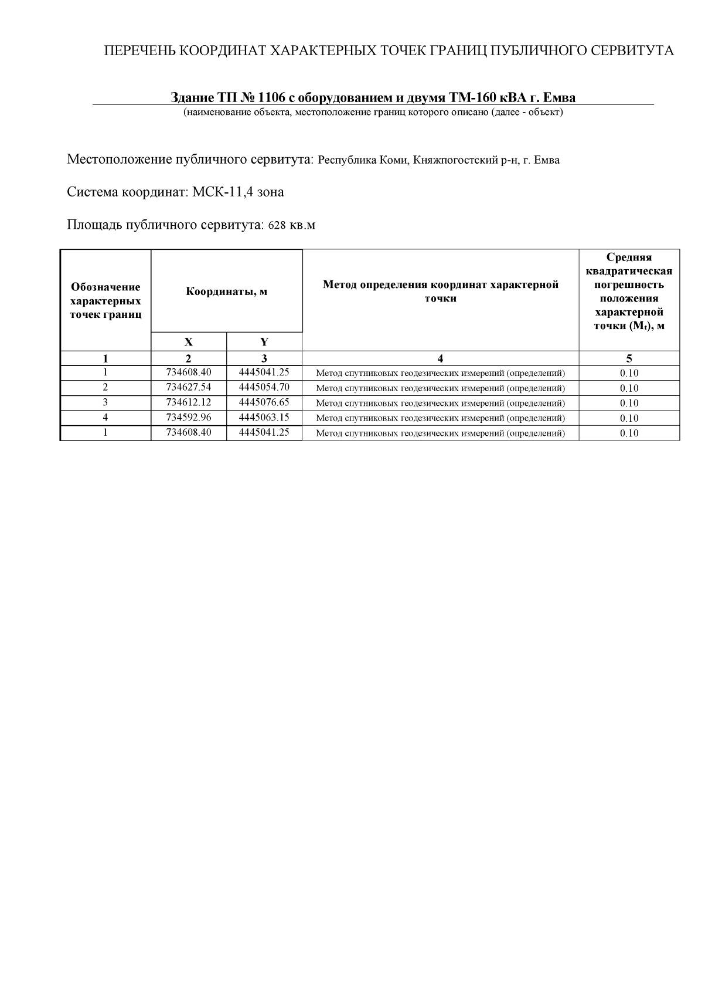 ПЕРЕЧЕНЬ КООРДИНАТ ХАРАКТЕРНЫХ ТОЧЕК ГРАНИЦ ПУБЛИЧНОГО СЕРВИТУТА
Здание ТП № 1106 с оборудованием и двумя ТМ-160 кВА г. Емва
(наименование объекта, местоположение границ которого описано (далее - объект)
Местоположение публичного сервитута: Республика Коми, Княжпогостский р-н, г. Емва
Система координат: МСК-11,4 зона
Площадь публичного сервитута: 628 кв.м
Обозначение
характерных
точек границ
Координаты, м
Метод определения координат характерной
точки
Средняя
квадратическая
погрешность
положения
характерной
точки (Mt), м
X Y
1 2 3 4 5
1 734608.40 4445041.25 Метод спутниковых геодезических измерений (определений) 0.10
2 734627.54 4445054.70 Метод спутниковых геодезических измерений (определений) 0.10
3 734612.12 4445076.65 Метод спутниковых геодезических измерений (определений) 0.10
4 734592.96 4445063.15 Метод спутниковых геодезических измерений (определений) 0.10
1 734608.40 4445041.25 Метод спутниковых геодезических измерений (определений) 0.10